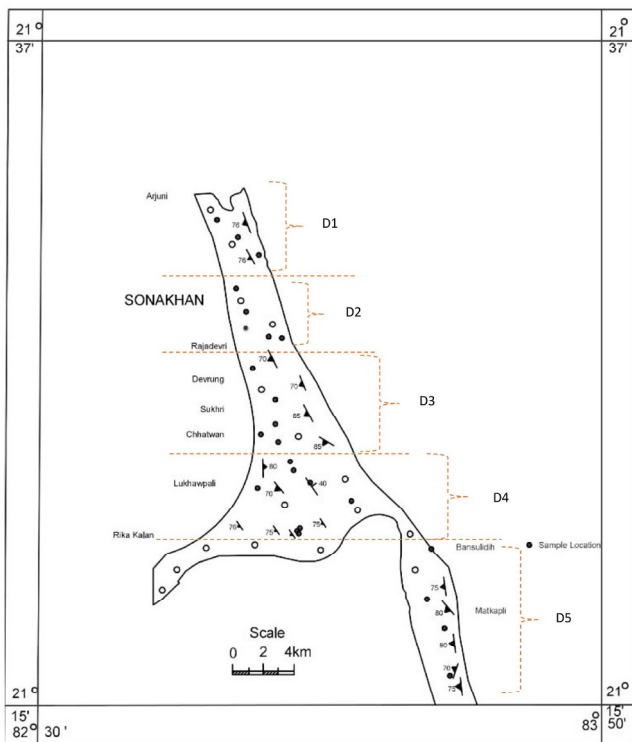 21° 21°
37' 37'
Arjuni
76
D1
76
SONAKHAN
D2
Rajadevri
70
Devrung
70
D3
Sukhri
85
Chhatwan
85
80
Lukhawpali
40
70
D4
76
75
75
Rika Kalan
Bansulidih
Sample Location
75
80
Matkapli
D5
Scale
90
0 2 4km
70
75
21° 21°
15' 15'
82° 30' 83° 50'